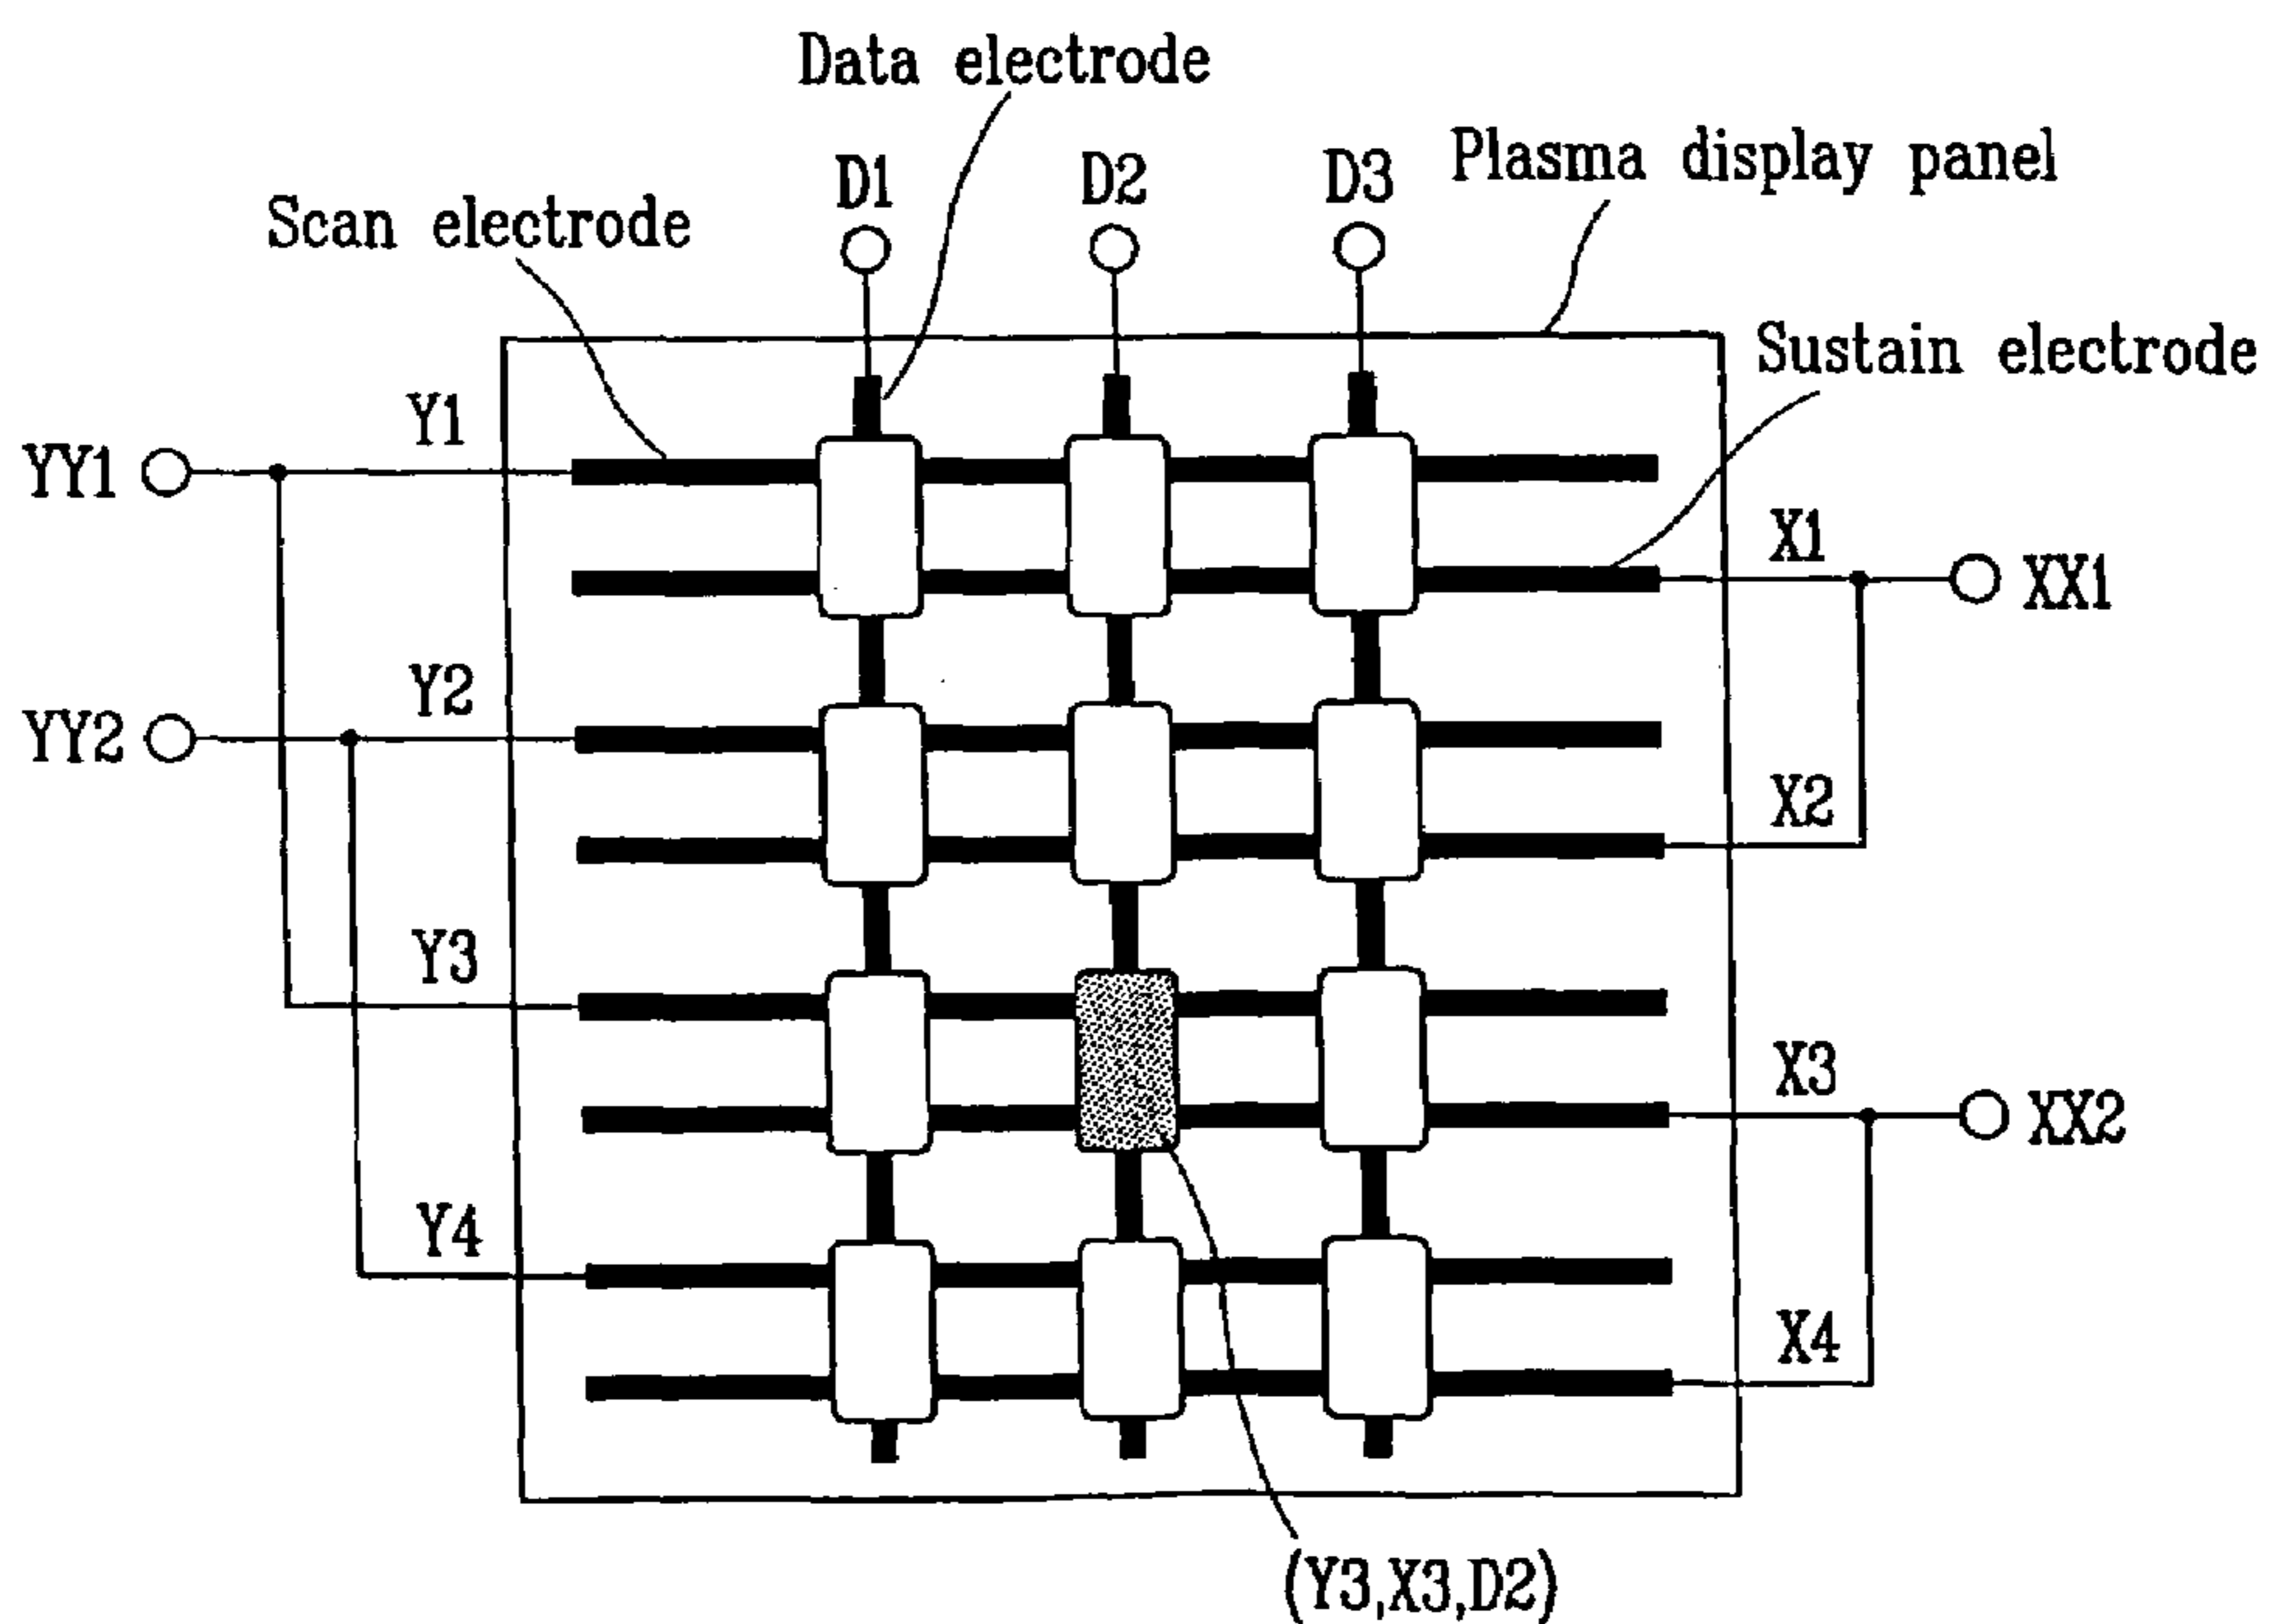 Data electrode
Plasma display panel
D1 D2 D3
Scan electrode
Sustain electrode
Y1
YY1
X1
XX1
Y2
YY2
X2
Y3
X3
XX2
Y4
X4
(Y3,X3,D2)